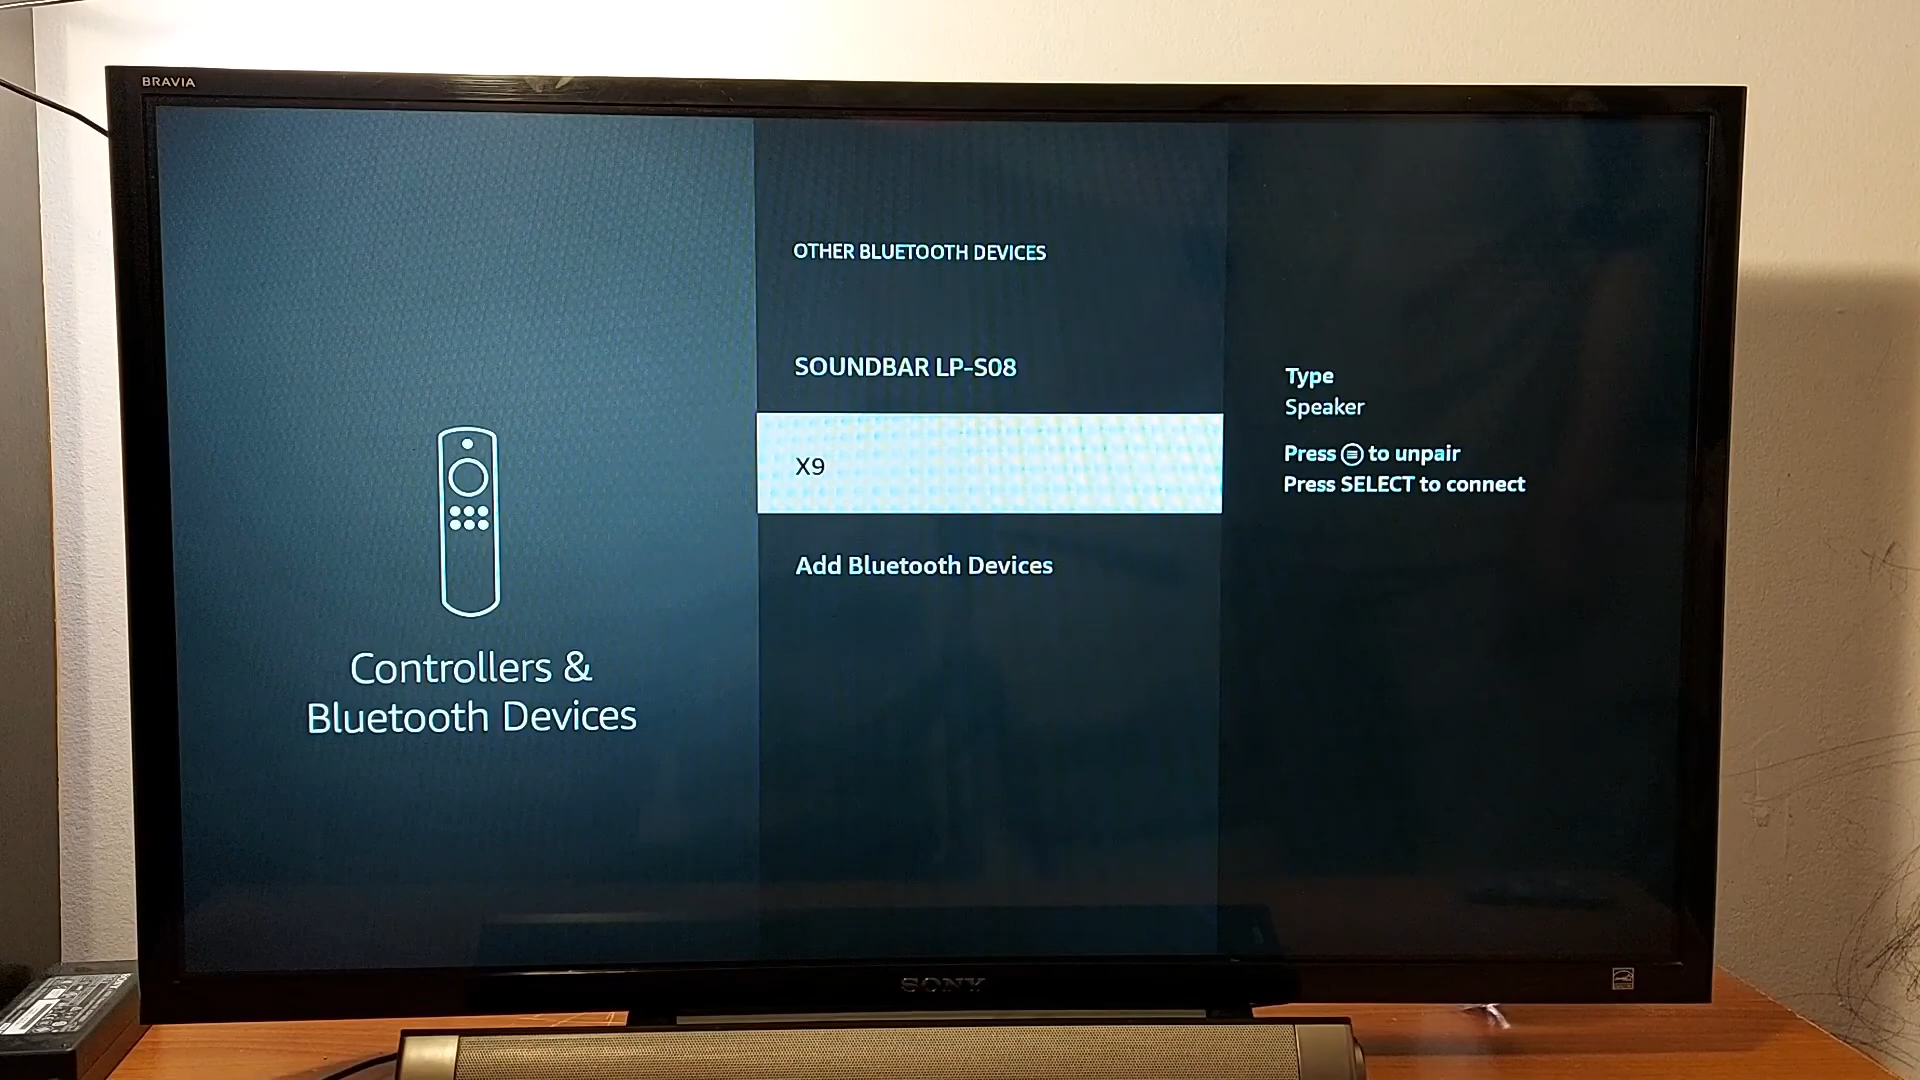 BRAVIA
OTHER BLUETOOTH DEVICES
SOUNDBAR LP-S08
X9
Add Bluetooth Devices
Type
Speaker
Press to unpair
Press SELECT to connect
Controllers &
Bluetooth Devices
SONY